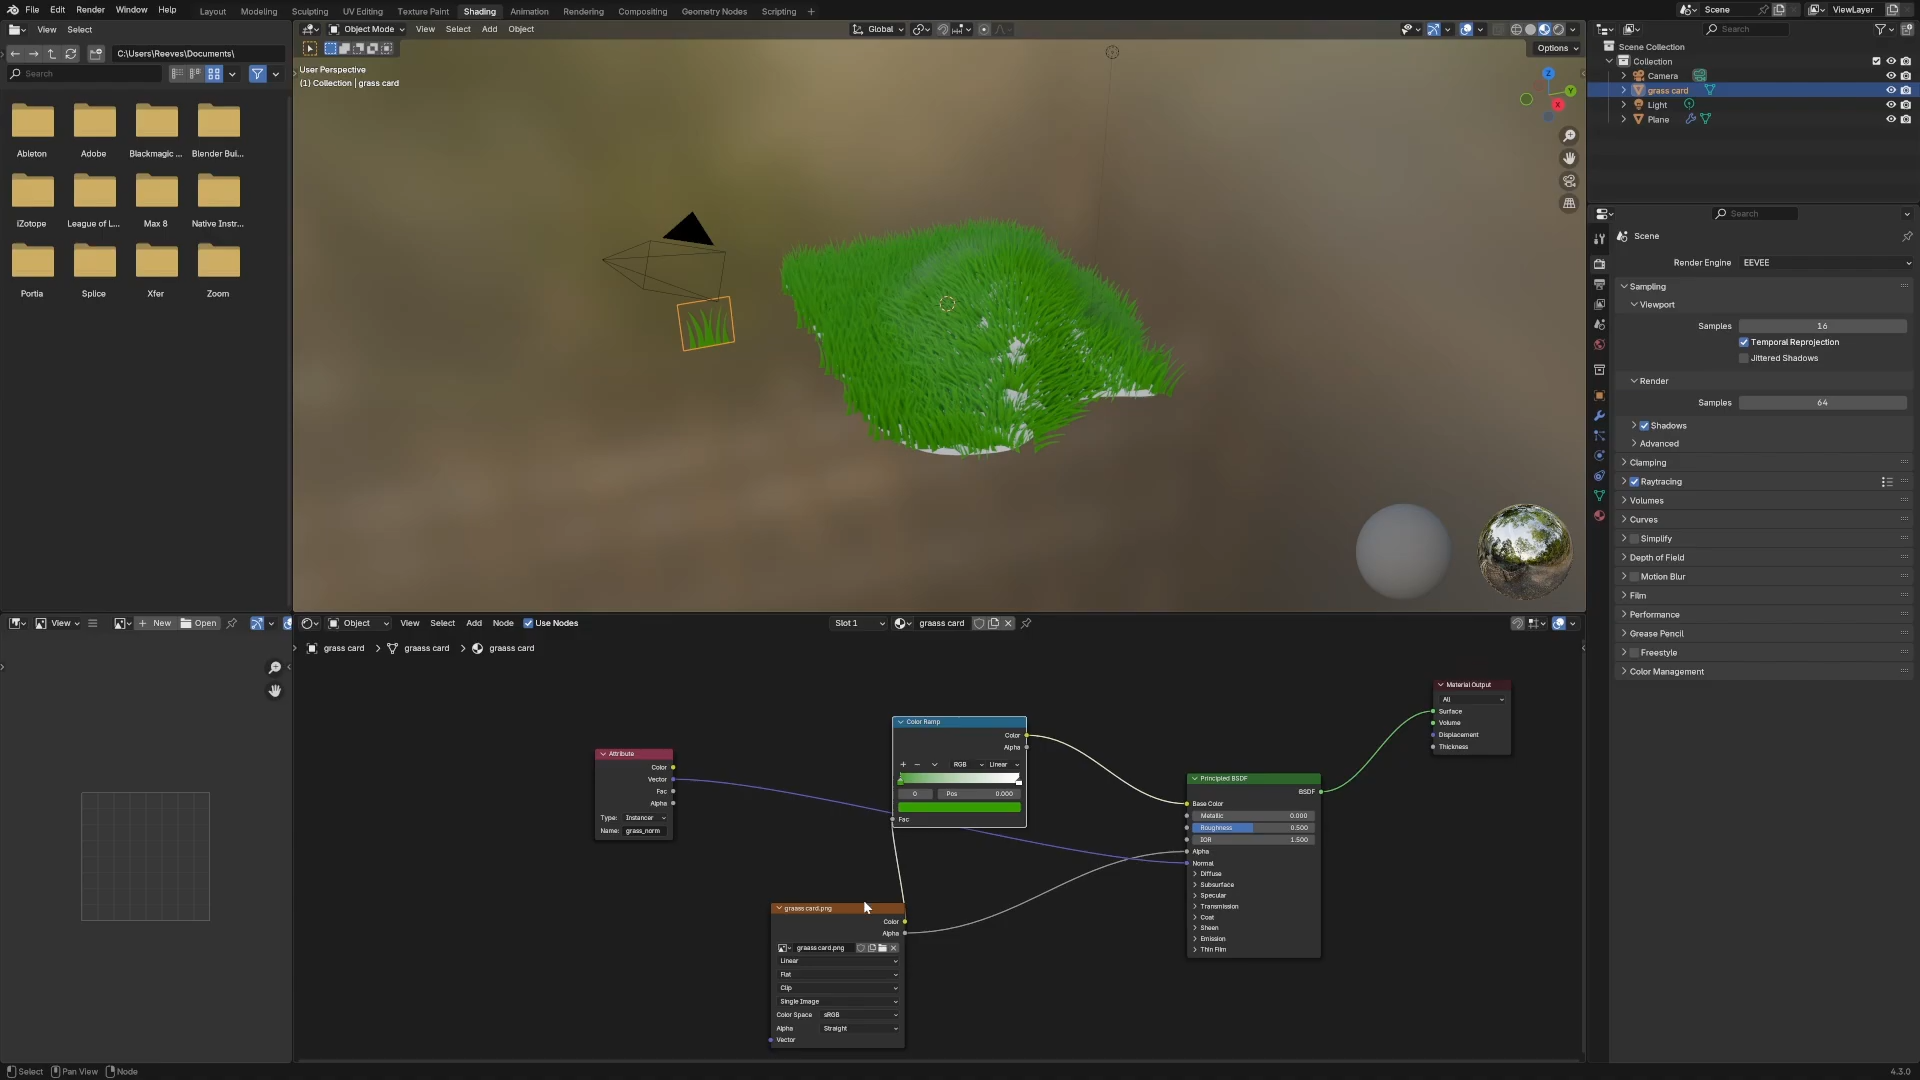 File Edit Render Window Help
Layout Modeling Sculpting UV Editing Texture Paint Shading Animation Rendering Compositing Geometry Nodes Scripting +
Scene
ViewLayer
View Select
C:\Users\Reeves\Documents\
Search
Ableton Adobe Blackmagic ... Blender Bui...
iZotope League of L... Max 8 Native Instr...
Portia Splice Xfer Zoom
Object Mode View Select Add Object
Global
Options
User Perspective
(1) Collection | grass card
Z
Y
X
Search
Scene Collection
Collection
Camera
grass card
Light
Plane
Search
Scene
Render Engine EEVEE
Sampling
Viewport
Samples 16
Temporal Reprojection
Jittered Shadows
Render
Samples 64
Shadows
Advanced
Clamping
Raytracing
Volumes
Curves
Simplify
Depth of Field
Motion Blur
Film
Performance
Grease Pencil
Freestyle
Color Management
View
New Open
Object View Select Add Node Use Nodes
Slot 1
graass card
grass card > graass card > graass card
Attribute
Color
Vector
Fac
Alpha
Type: Instancer
Name: grass_norm
Color Ramp
Color
Alpha
RGB Linear
0 Pos 0.000
Fac
graass card.png
Color
Alpha
graass card.png
Linear
Flat
Clip
Single Image
Color Space sRGB
Alpha Straight
Vector
Principled BSDF
BSDF
Base Color
Metallic 0.000
Roughness 0.500
IOR 1.500
Alpha
Normal
Diffuse
Subsurface
Specular
Transmission
Coat
Sheen
Emission
Thin Film
Material Output
All
Surface
Volume
Displacement
Thickness
Select Pan View Node
4.3.0